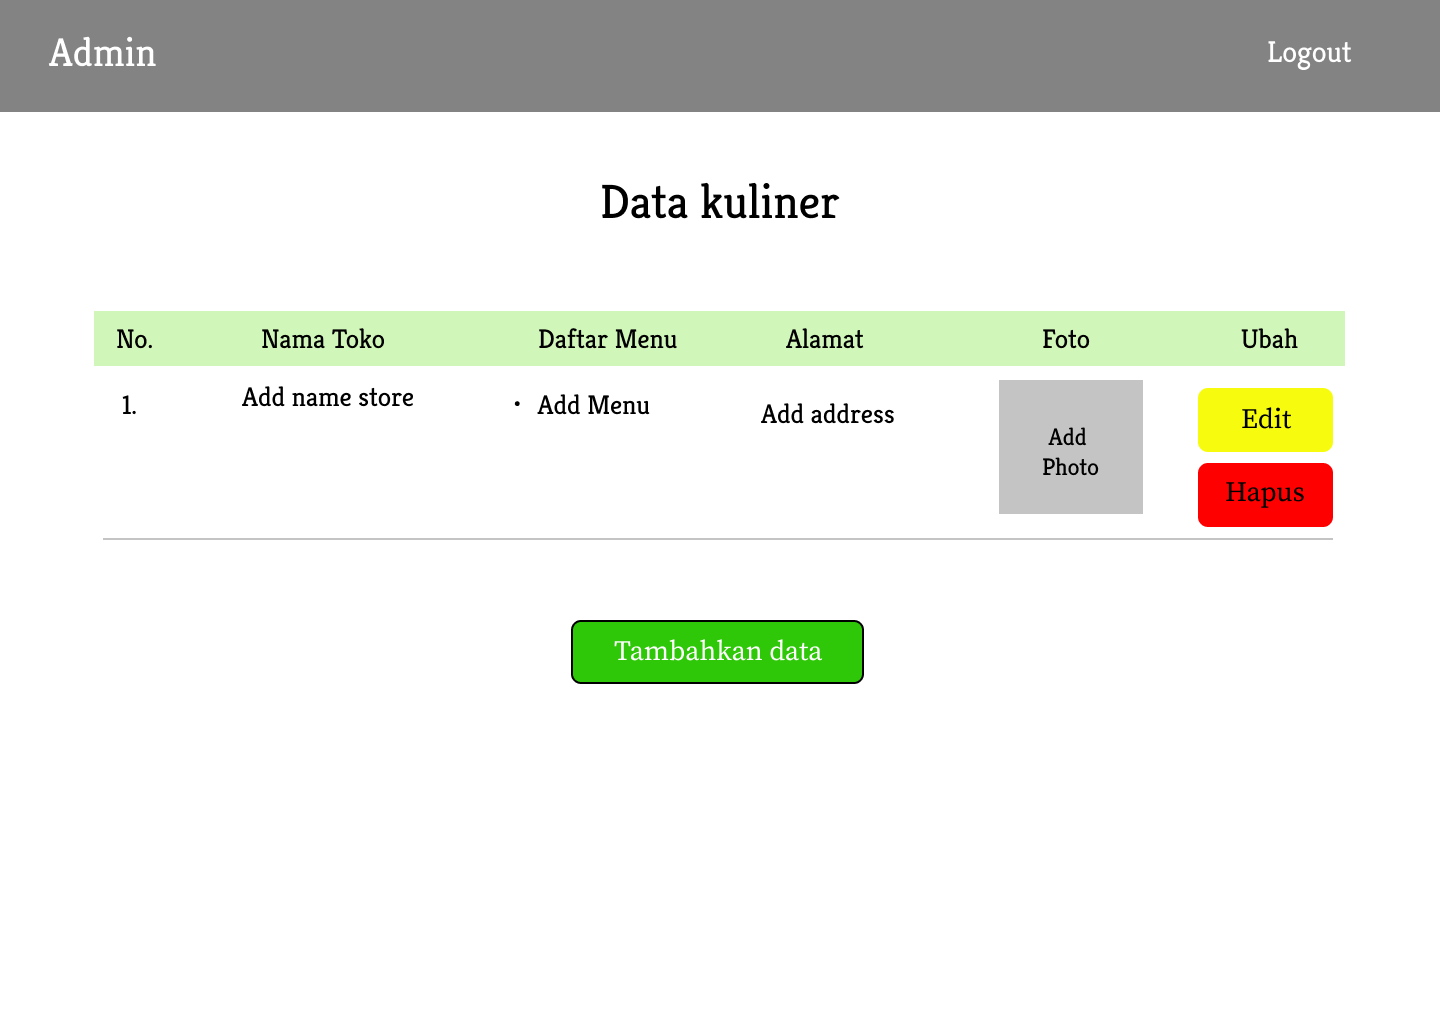 Admin
Logout
Data kuliner
No. Nama Toko Daftar Menu Alamat Foto Ubah
1. Add name store • Add Menu Add address
Add
Photo
Edit
Hapus
Tambahkan data